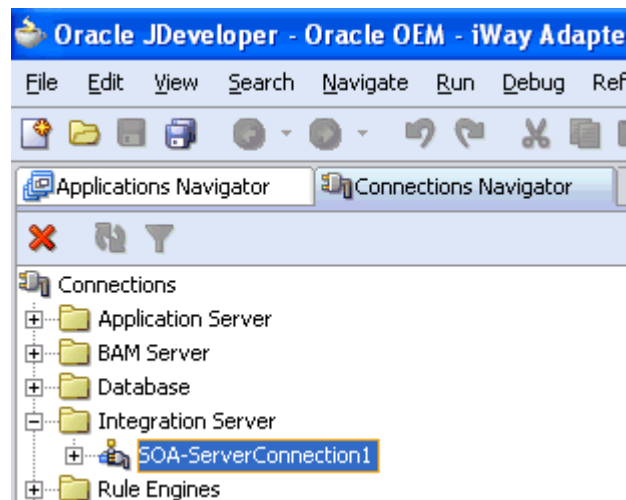 Oracle JDeveloper - Oracle OEM - iWay Adapte
File Edit View Search Navigate Run Debug Ref
Applications Navigator Connections Navigator
Connections
Application Server
BAM Server
Database
Integration Server
SOA-ServerConnection1
Rule Engines